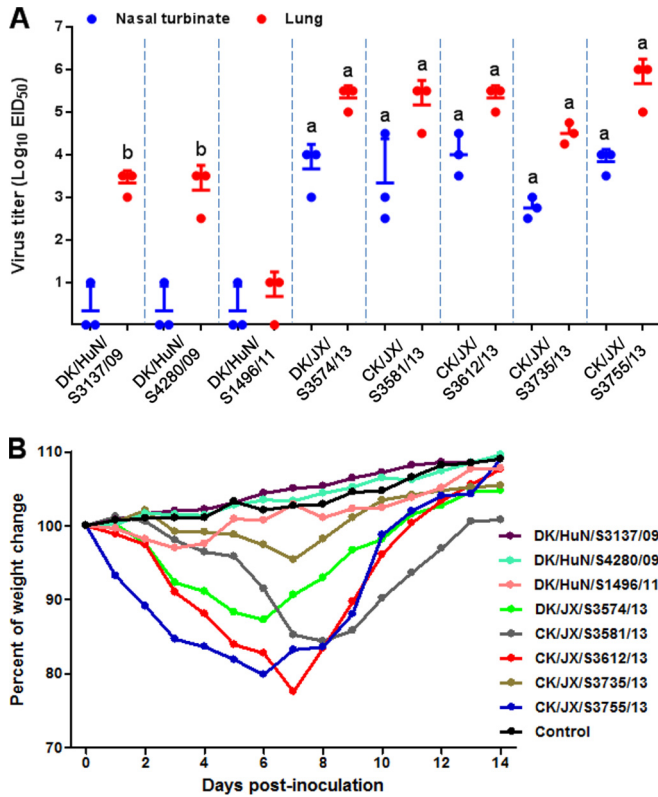 A
Nasal turbinate
Lung
Virus titer (Log10 EID50)
7
6
5
4
3
2
1
b
b
a
a
a
a
a
a
a
a
a
a
DK/HuN/
S3137/09
DK/HuN/
S4280/09
DK/HuN/
S1496/11
DK/JX/
S3574/13
CK/JX/
S3581/13
CK/JX/
S3612/13
CK/JX/
S3735/13
CK/JX/
S3755/13
B
Percent of weight change
110
100
90
80
70
0
2
4
6
8
10
12
14
Days post-inoculation
DK/HuN/S3137/09
DK/HuN/S4280/09
DK/HuN/S1496/11
DK/JX/S3574/13
CK/JX/S3581/13
CK/JX/S3612/13
CK/JX/S3735/13
CK/JX/S3755/13
Control